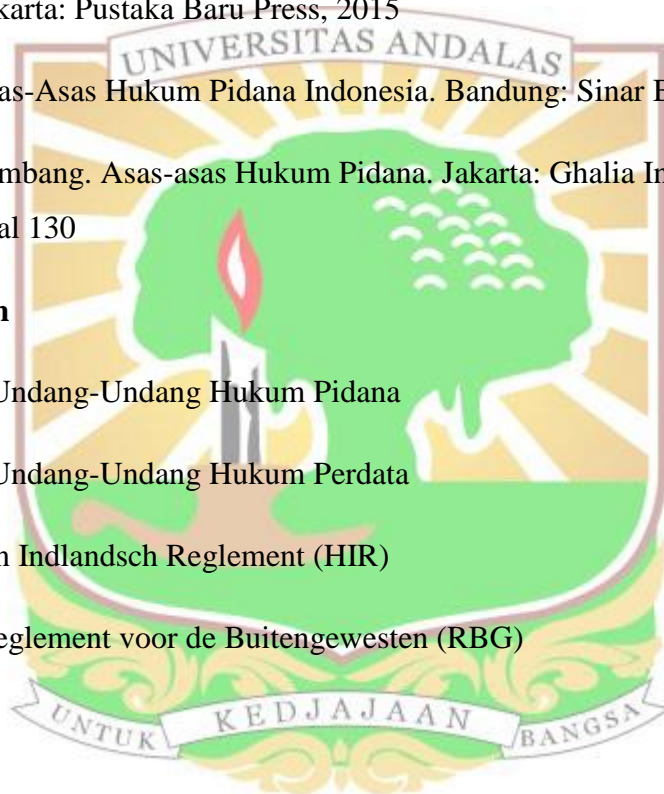 karta: Pustaka Baru Press, 2015
UNIVERSITAS ANDALAS
as-Asas Hukum Pidana Indonesia. Bandung: Sinar B
mbang. Asas-asas Hukum Pidana. Jakarta: Ghalia In
al 130
n
Undang-Undang Hukum Pidana
Undang-Undang Hukum Perdata
n Indlandsch Reglement (HIR)
eglement voor de Buitengewesten (RBG)
UNTUK KEDJAJAAN BANGSA